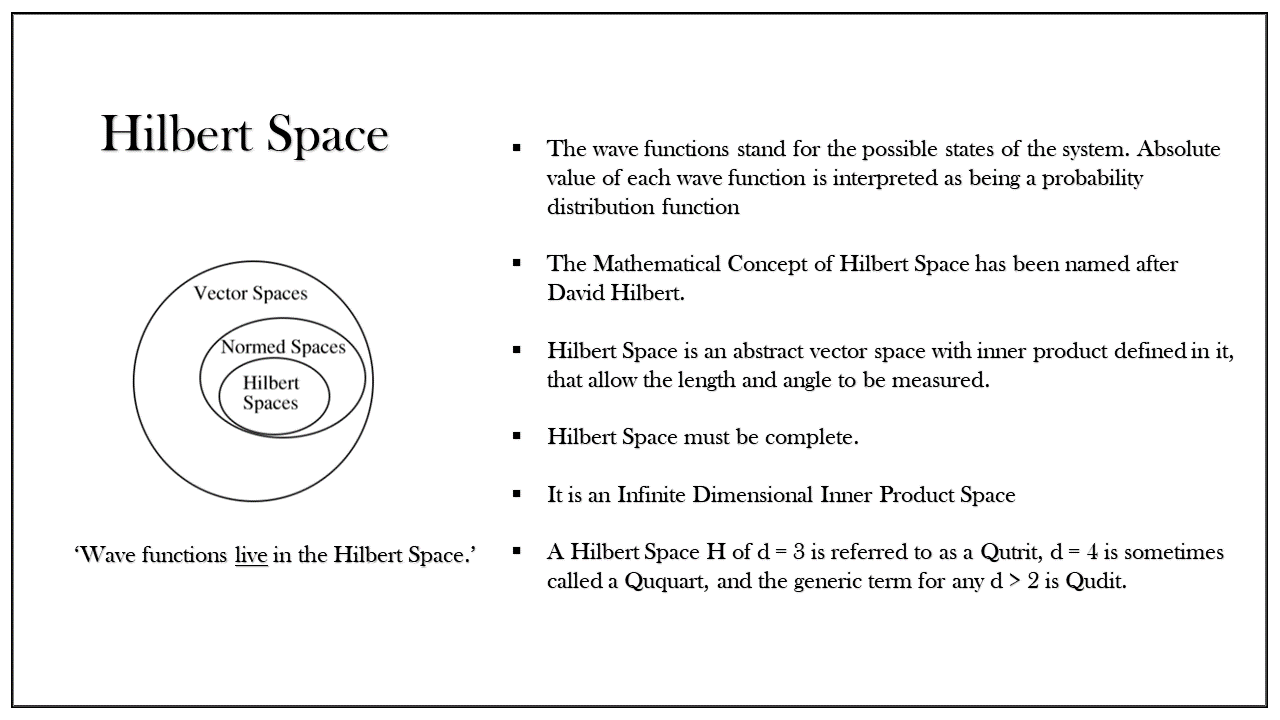 Hilbert Space
Vector Spaces
Normed Spaces
Hilbert
Spaces
‘Wave functions live in the Hilbert Space.’
▪ The wave functions stand for the possible states of the system. Absolute
value of each wave function is interpreted as being a probability
distribution function
▪ The Mathematical Concept of Hilbert Space has been named after
David Hilbert.
▪ Hilbert Space is an abstract vector space with inner product defined in it,
that allow the length and angle to be measured.
▪ Hilbert Space must be complete.
▪ It is an Infinite Dimensional Inner Product Space
▪ A Hilbert Space H of d = 3 is referred to as a Qutrit, d = 4 is sometimes
called a Ququart, and the generic term for any d > 2 is Qudit.